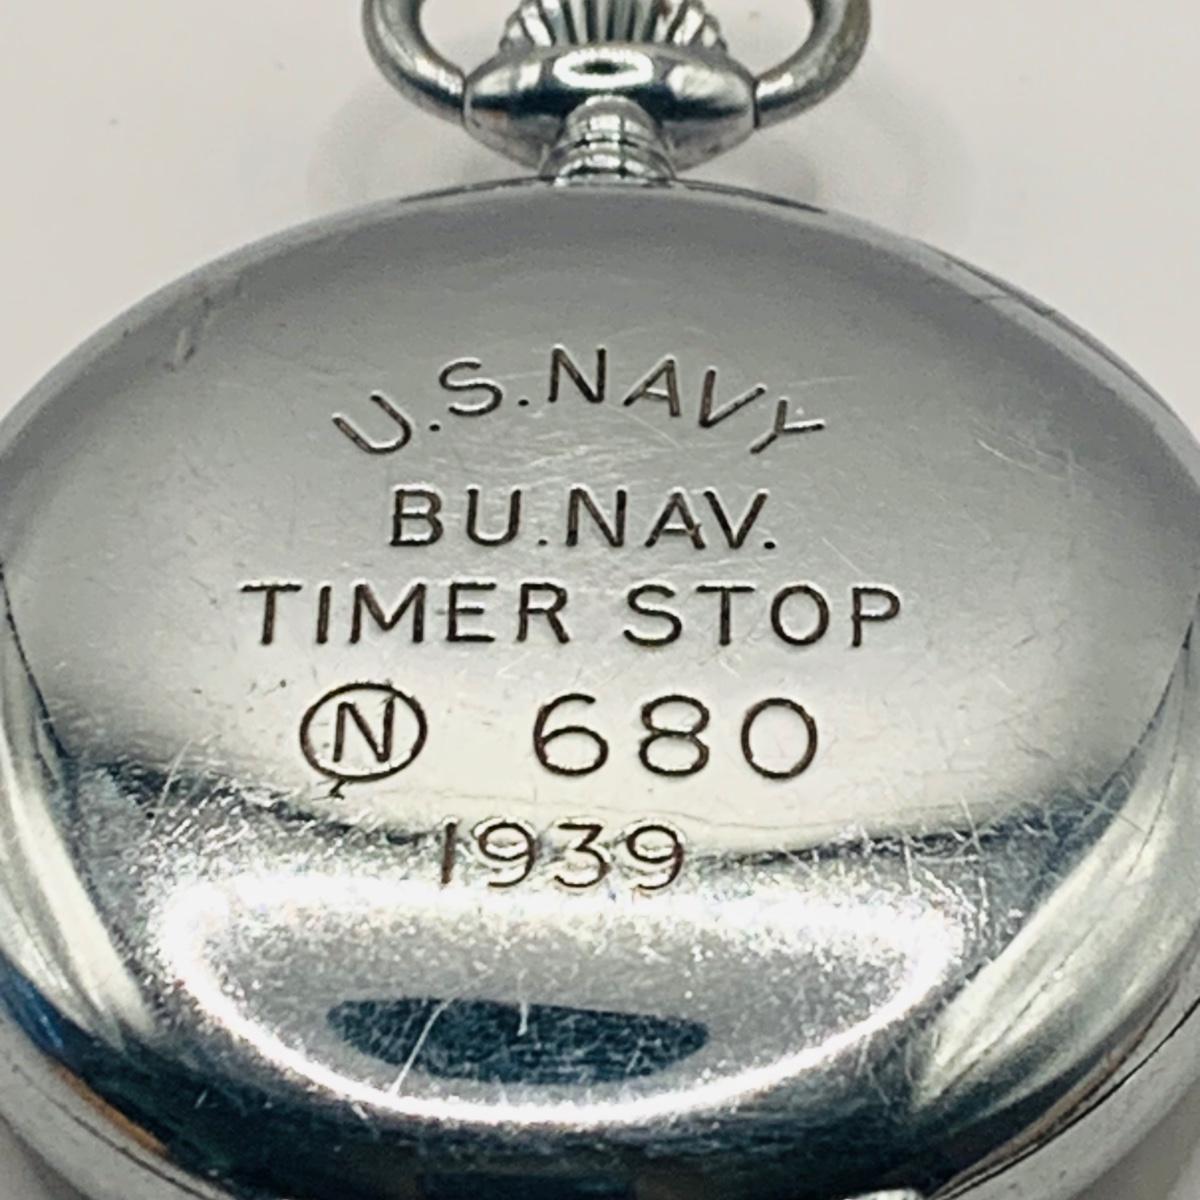 U.S.NAVY
BU.NAV.
TIMER STOP
Ⓝ 680
1939